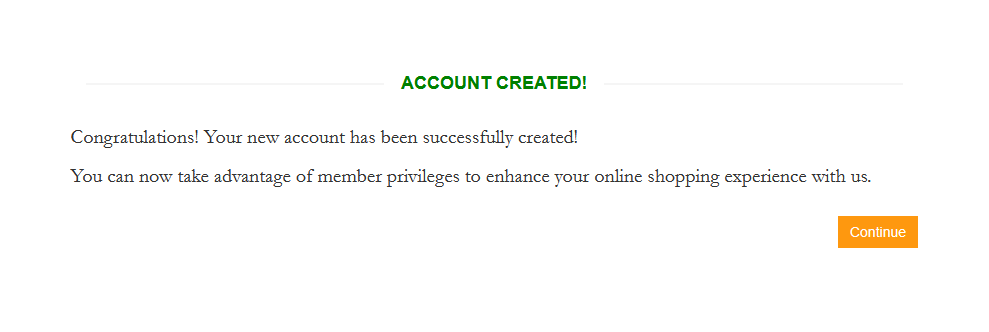 ACCOUNT CREATED!
Congratulations! Your new account has been successfully created!
You can now take advantage of member privileges to enhance your online shopping experience with us.
Continue